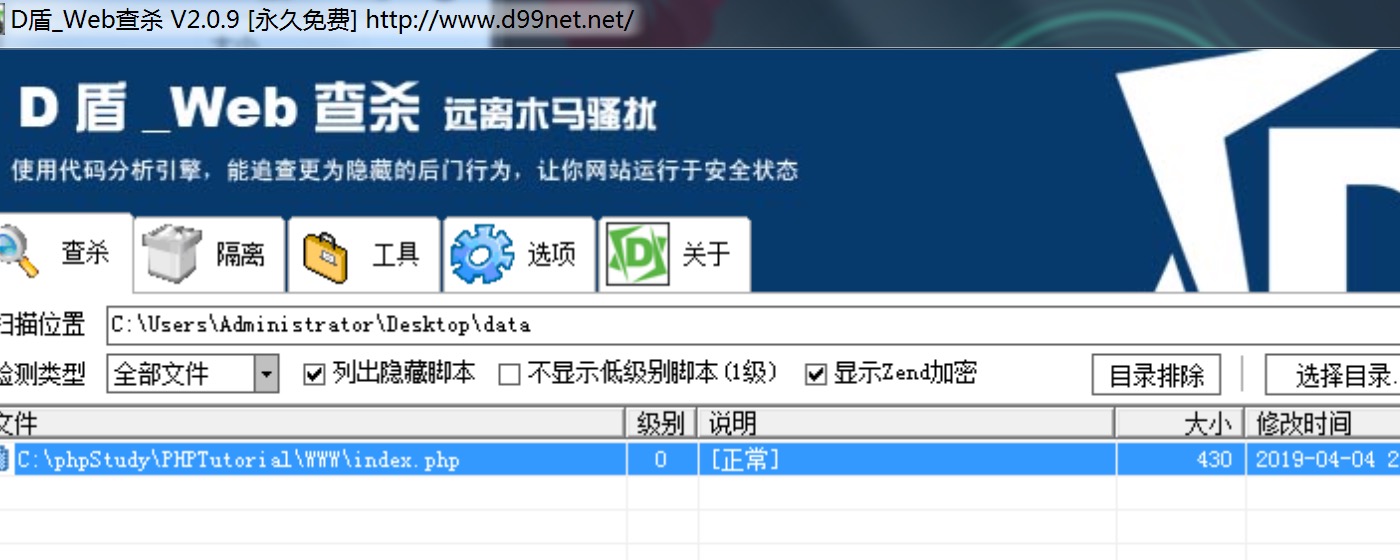 D盾_Web查杀 V2.0.9 [永久免费] http://www.d99net.net/
D 盾 _Web 查杀 远离木马骚扰
使用代码分析引擎，能追查更为隐藏的后门行为，让你网站运行于安全状态
查杀 隔离 工具 选项 关于
扫描位置 C:\Users\Administrator\Desktop\data
检测类型 全部文件 列出隐藏脚本 不显示低级别脚本(1级) 显示Zend加密 目录排除 选择目录.
文件 级别 说明 大小 修改时间
C:\phpStudy\PHPTutorial\WWW\index.php 0 [正常] 430 2019-04-04 2